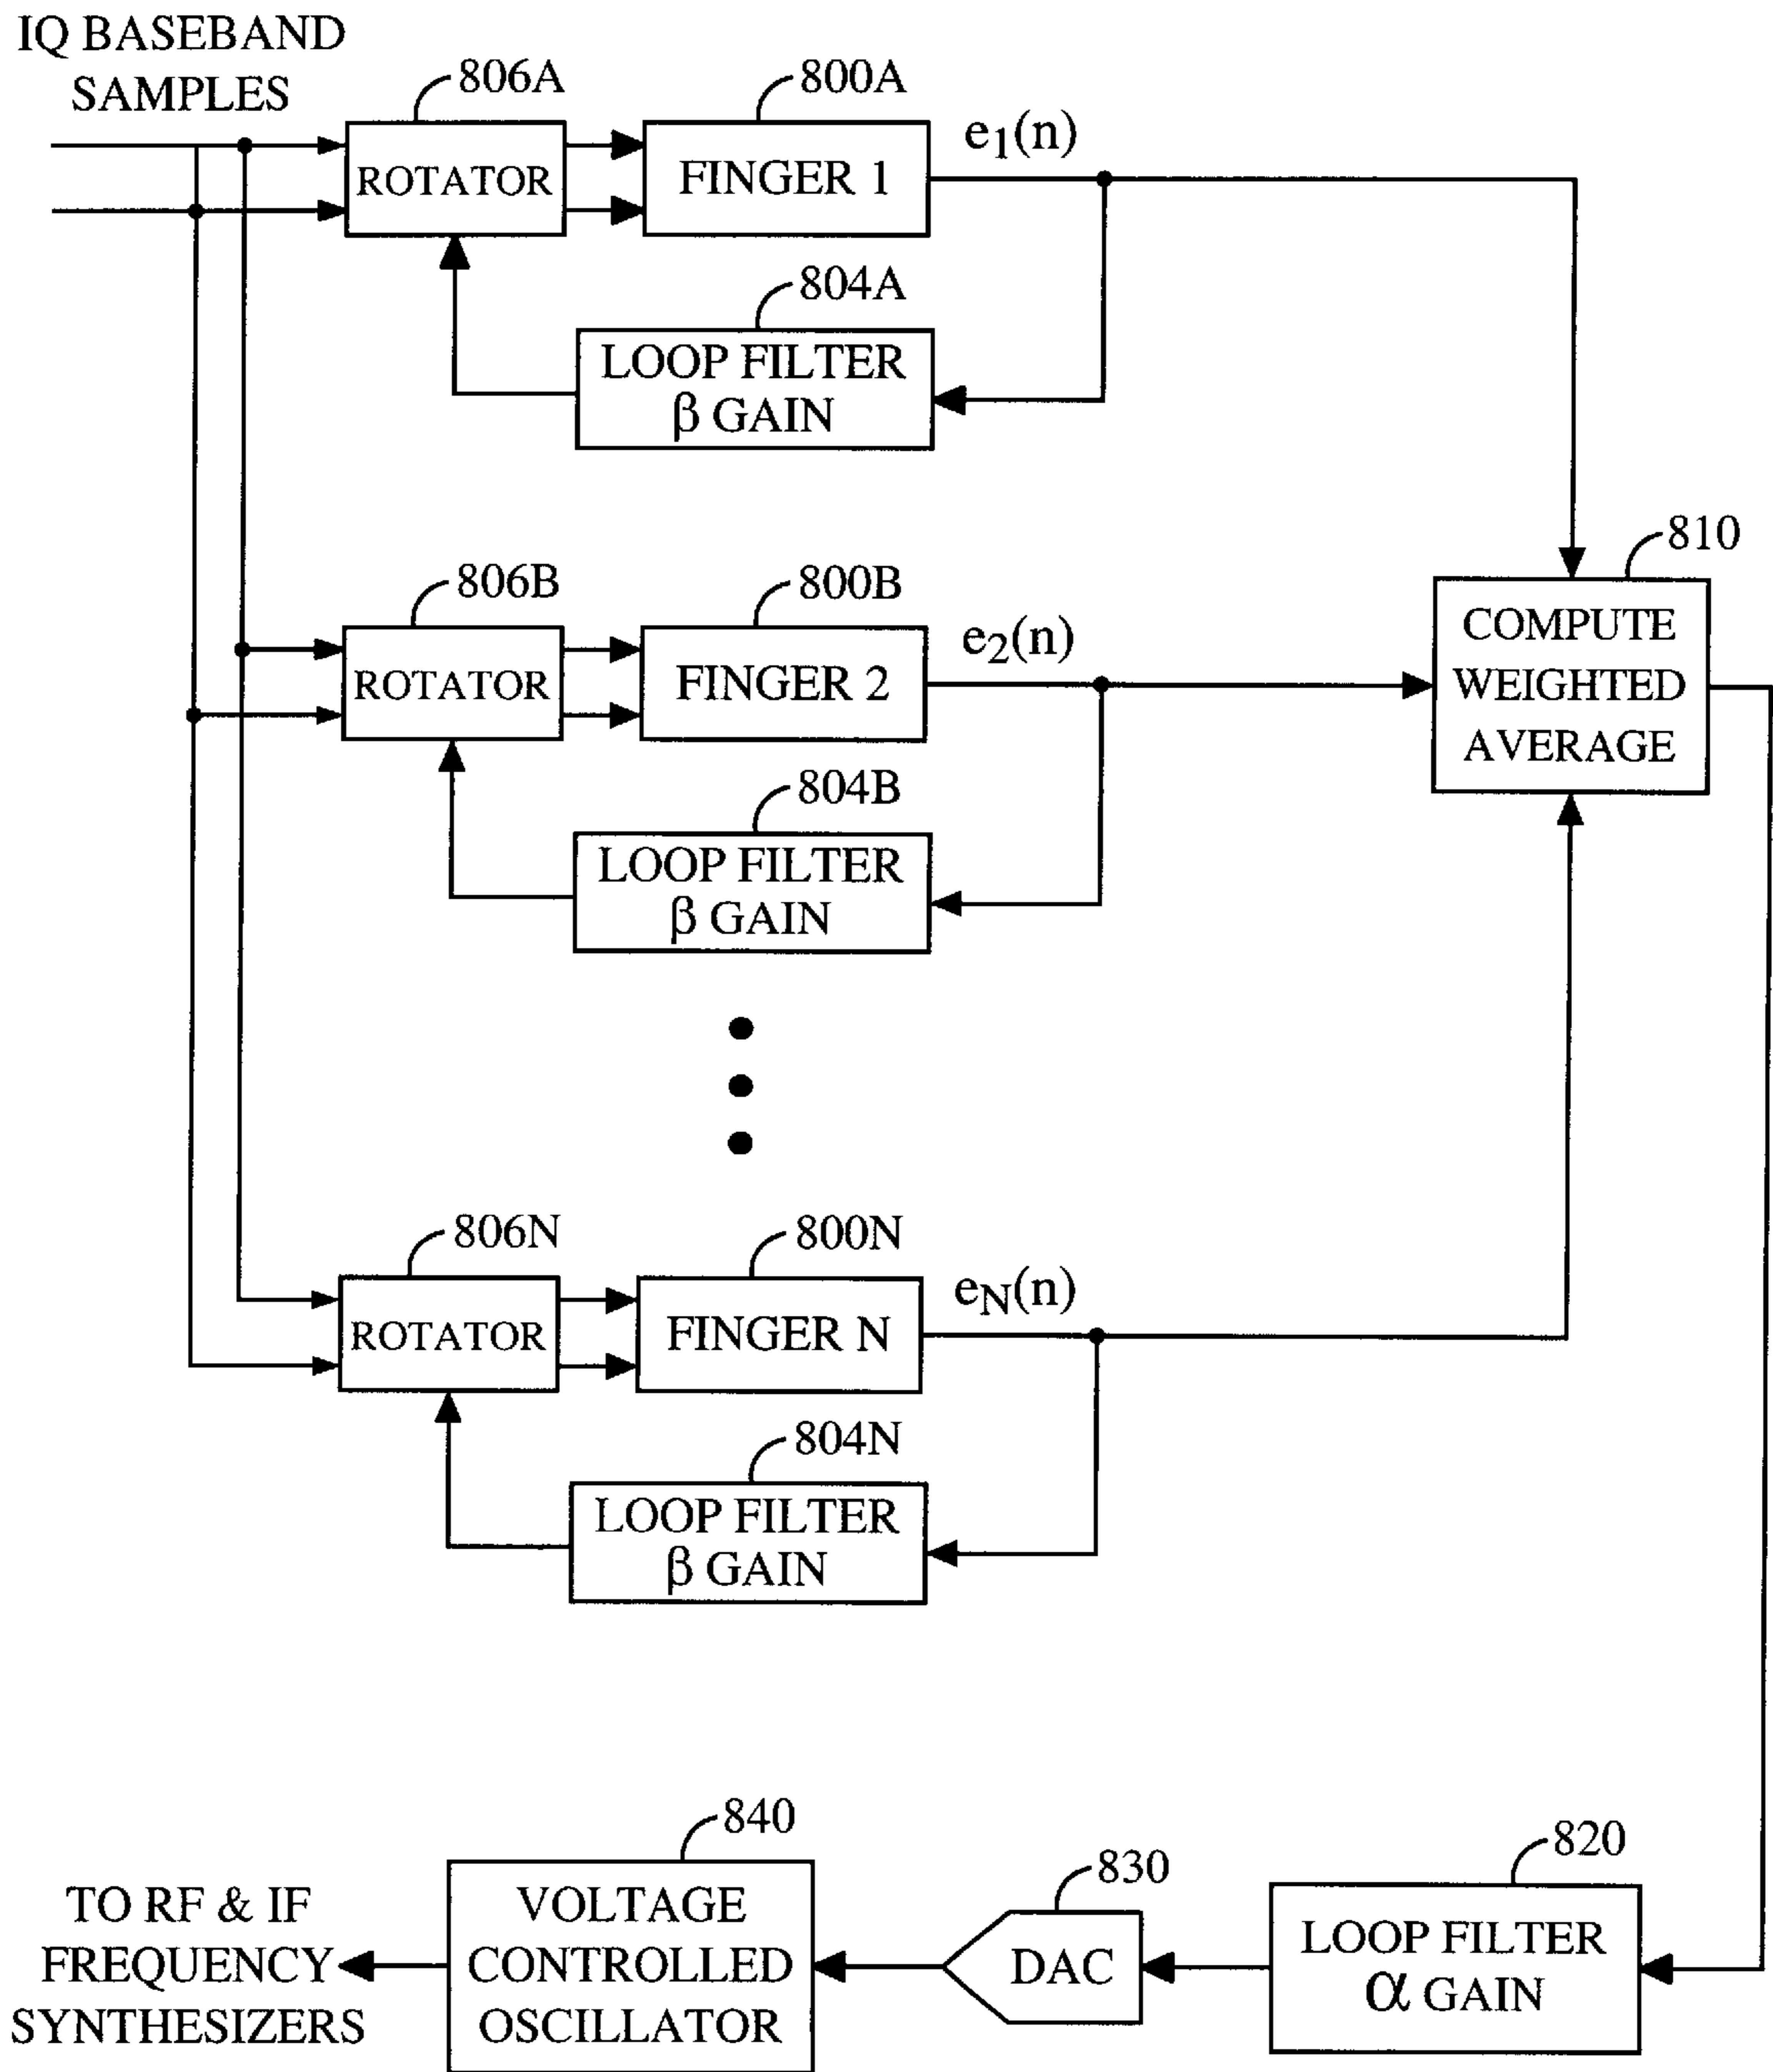 IQ BASEBAND
SAMPLES
806A
800A
ROTATOR
FINGER 1
e1(n)
804A
LOOP FILTER
β GAIN
806B
800B
ROTATOR
FINGER 2
e2(n)
804B
LOOP FILTER
β GAIN
810
COMPUTE
WEIGHTED
AVERAGE
806N
800N
ROTATOR
FINGER N
eN(n)
804N
LOOP FILTER
β GAIN
TO RF & IF
FREQUENCY
SYNTHESIZERS
840
VOLTAGE
CONTROLLED
OSCILLATOR
830
DAC
820
LOOP FILTER
α GAIN